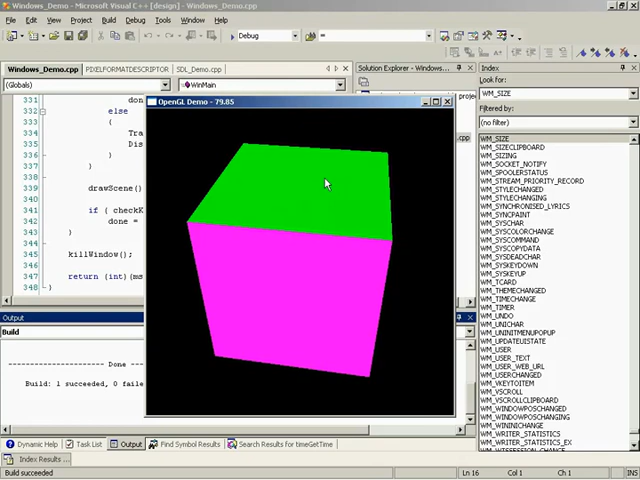 Windows_Demo - Microsoft Visual C++ [design] - Windows_Demo.cpp
File Edit View Project Build Debug Tools Window Help
Debug
Windows_Demo.cpp PIXELFORMATDESCRIPTOR SDL_Demo.cpp
Solution Explorer - Windows...
Index
(Globals)
WinMain
Look for:
WM_SIZE
Filtered by:
(no filter)
OpenGL Demo - 79.85
331 don
332 else
333 {
334 Tra
335 Dis
336 }
337 }
338
339 drawScene()
340
341 if ( checkK
342 done =
343 }
344
345 killWindow();
346
347 return (int)(ms
348 }
WM_SIZE
WM_SIZECLIPBOARD
WM_SIZING
WM_SOCKET_NOTIFY
WM_SPOOLERSTATUS
WM_STREAM_PRIORITY_RECORD
WM_STYLECHANGED
WM_STYLECHANGING
WM_SYNCHRONISED_LYRICS
WM_SYNCPAINT
WM_SYSCHAR
WM_SYSCOLORCHANGE
WM_SYSCOMMAND
WM_SYSCOPYDATA
WM_SYSDEADCHAR
WM_SYSKEYDOWN
WM_SYSKEYUP
WM_TCARD
WM_THEMECHANGED
WM_TIMECHANGE
WM_TIMER
WM_UNDO
WM_UNICHAR
WM_UNINITMENUPOPUP
WM_UPDATEUISTATE
WM_USER
WM_USER_TEXT
WM_USER_WEB_URL
WM_USERCHANGED
WM_VKEYTOITEM
WM_VSCROLL
WM_VSCROLLCLIPBOARD
WM_WINDOWPOSCHANGED
WM_WINDOWPOSCHANGING
WM_WININICHANGE
WM_WRITER_STATISTICS
WM_WRITER_STATISTICS_EX
Output
Build
---------------------- Done
Build: 1 succeeded, 0 faile
Dynamic Help Task List Output Find Symbol Results Search Results for timeGetTime
Index Results ...
Build succeeded
Ln 16 Col 1 Ch 1 INS